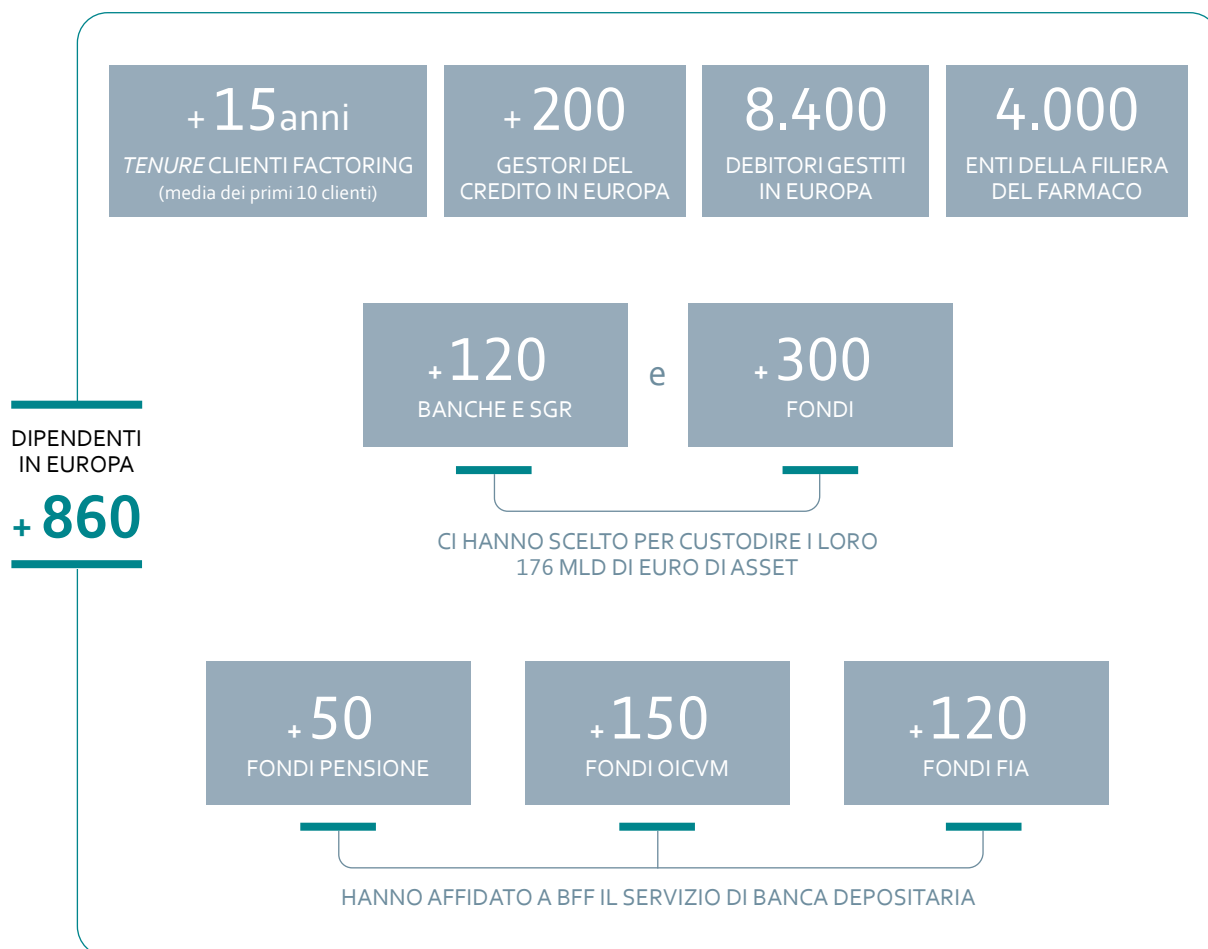 + 15 anni
TENURE CLIENTI FACTORING
(media dei primi 10 clienti)
+ 200
GESTORI DEL
CREDITO IN EUROPA
8.400
DEBITORI GESTITI
IN EUROPA
4.000
ENTI DELLA FILIERA
DEL FARMACO
+ 120
BANCHE E SGR
e
+ 300
FONDI
CI HANNO SCELTO PER CUSTODIRE I LORO
176 MLD DI EURO DI ASSET
DIPENDENTI
IN EUROPA
+ 860
+ 50
FONDI PENSIONE
+ 150
FONDI OICVM
+ 120
FONDI FIA
HANNO AFFIDATO A BFF IL SERVIZIO DI BANCA DEPOSITARIA